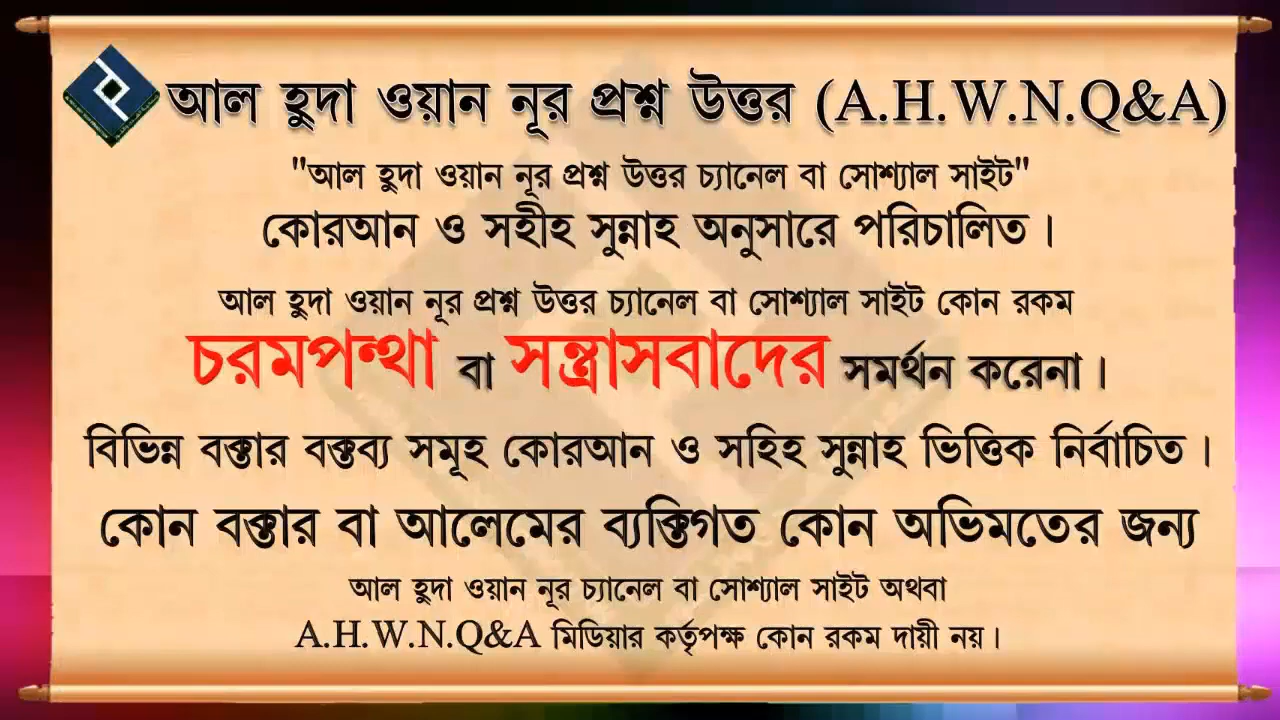 আল হুদা ওয়ান নূর প্রশ্ন উত্তর (A.H.W.N.Q&A)
"আল হুদা ওয়ান নূর প্রশ্ন উত্তর চ্যানেল বা সোশ্যাল সাইট"
কোরআন ও সহীহ সুন্নাহ অনুসারে পরিচালিত।
আল হুদা ওয়ান নূর প্রশ্ন উত্তর চ্যানেল বা সোশ্যাল সাইট কোন রকম
চরমপন্থা বা সন্ত্রাসবাদের সমর্থন করেনা।
বিভিন্ন বক্তার বক্তব্য সমূহ কোরআন ও সহিহ সুন্নাহ ভিত্তিক নির্বাচিত।
কোন বক্তার বা আলেমের ব্যক্তিগত কোন অভিমতের জন্য
আল হুদা ওয়ান নূর চ্যানেল বা সোশ্যাল সাইট অথবা
A.H.W.N.Q&A মিডিয়ার কর্তৃপক্ষ কোন রকম দায়ী নয়।